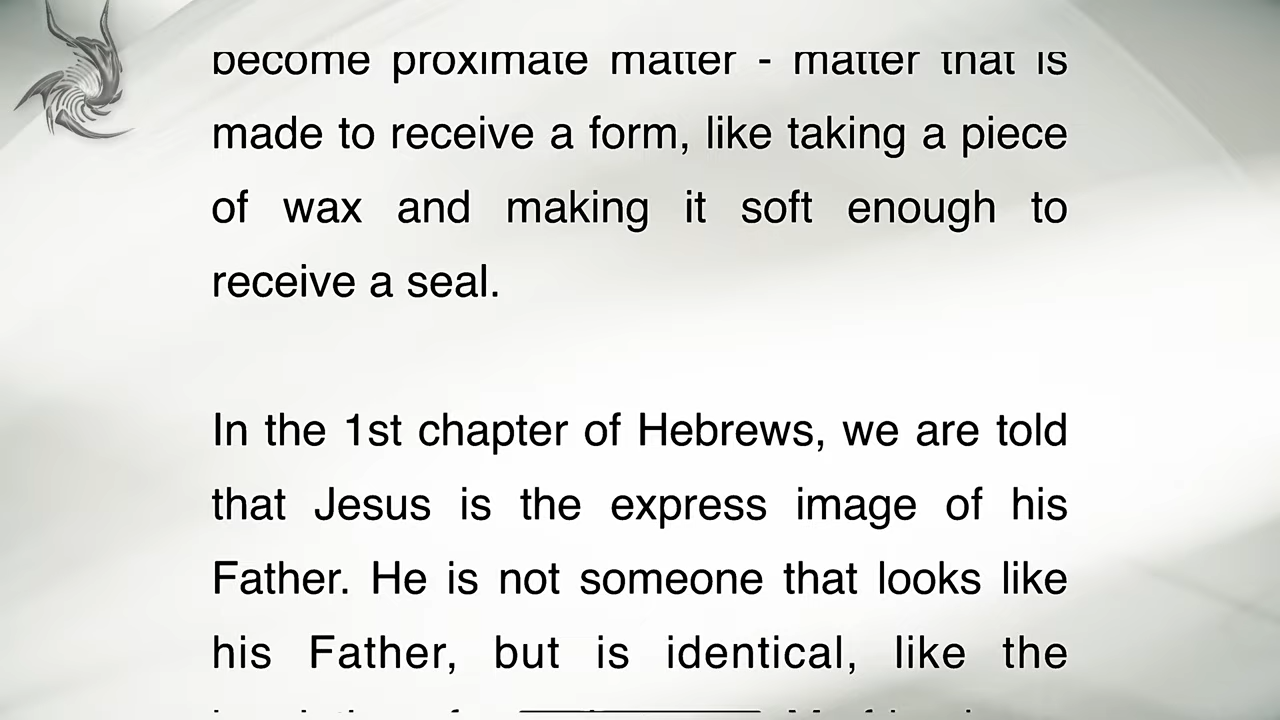 become proximate matter - matter that is
made to receive a form, like taking a piece
of wax and making it soft enough to
receive a seal.
In the 1st chapter of Hebrews, we are told
that Jesus is the express image of his
Father. He is not someone that looks like
his Father, but is identical, like the